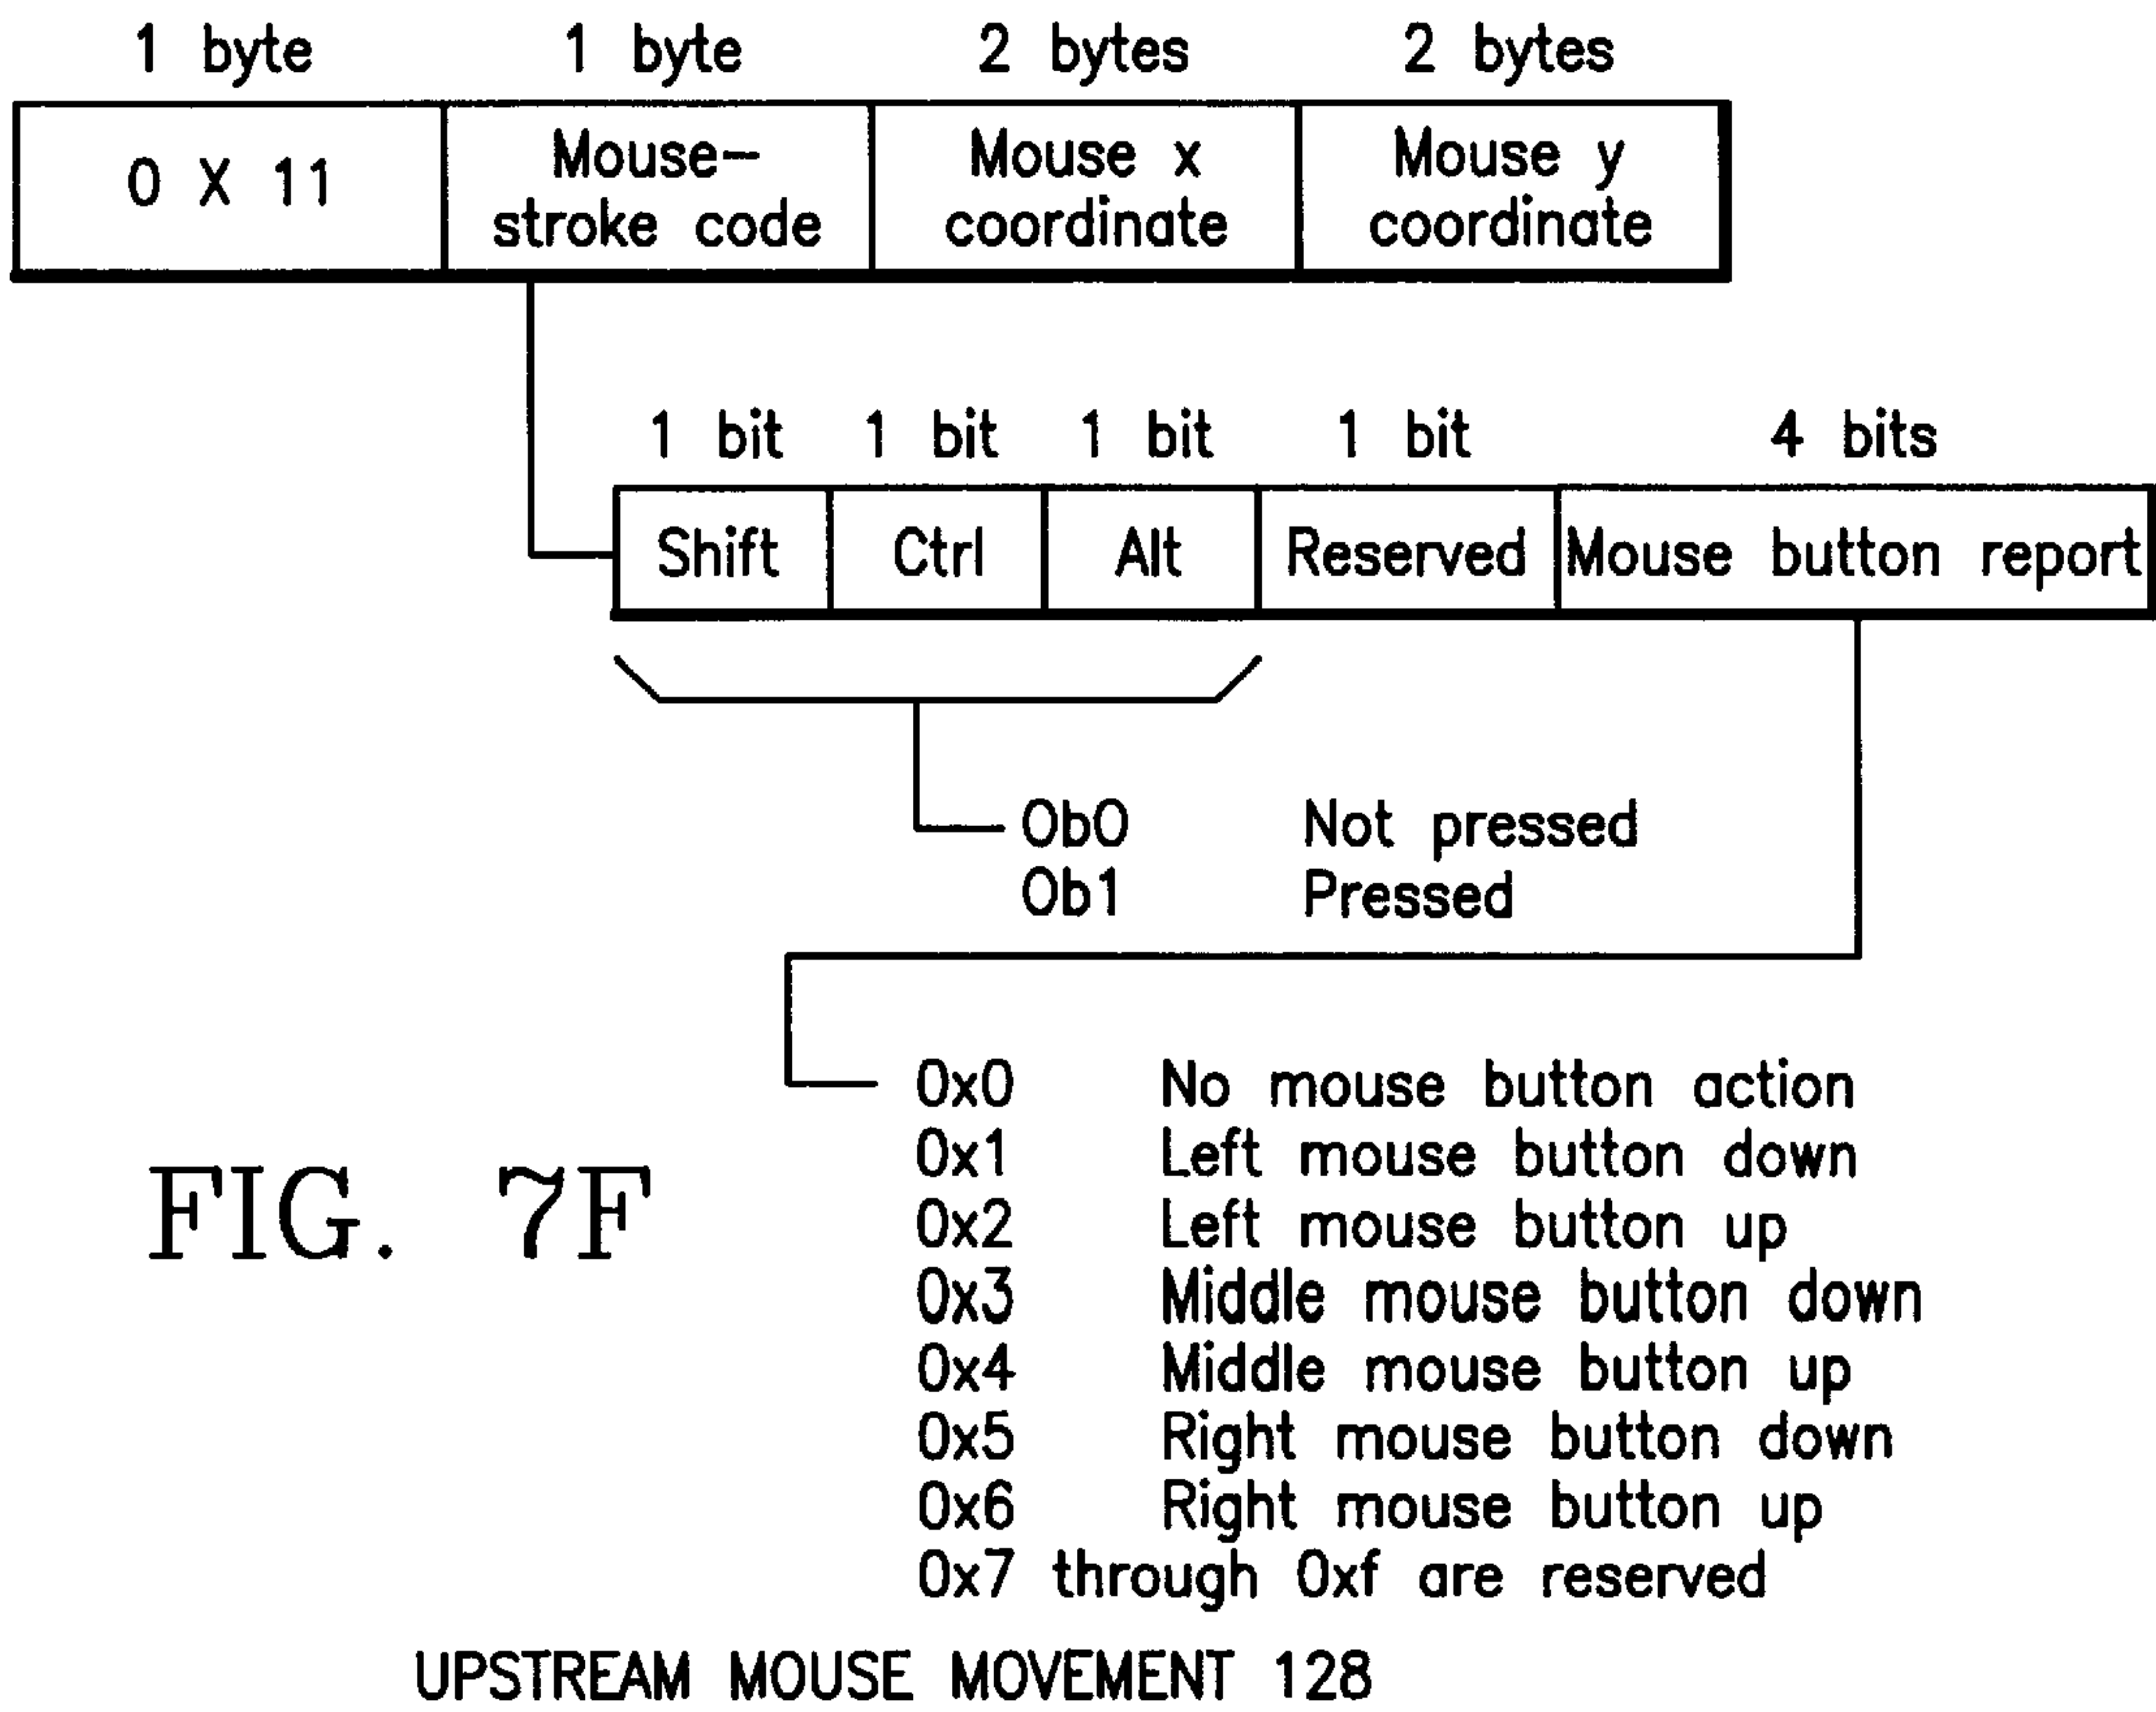 1 byte 1 byte 2 bytes 2 bytes
0 X 11 Mouse- Mouse x Mouse y
stroke code coordinate coordinate
1 bit 1 bit 1 bit 1 bit 4 bits
Shift Ctrl Alt Reserved Mouse button report
0b0 Not pressed
0b1 Pressed
0x0 No mouse button action
0x1 Left mouse button down
0x2 Left mouse button up
0x3 Middle mouse button down
0x4 Middle mouse button up
0x5 Right mouse button down
0x6 Right mouse button up
0x7 through 0xf are reserved
FIG. 7F
UPSTREAM MOUSE MOVEMENT 128